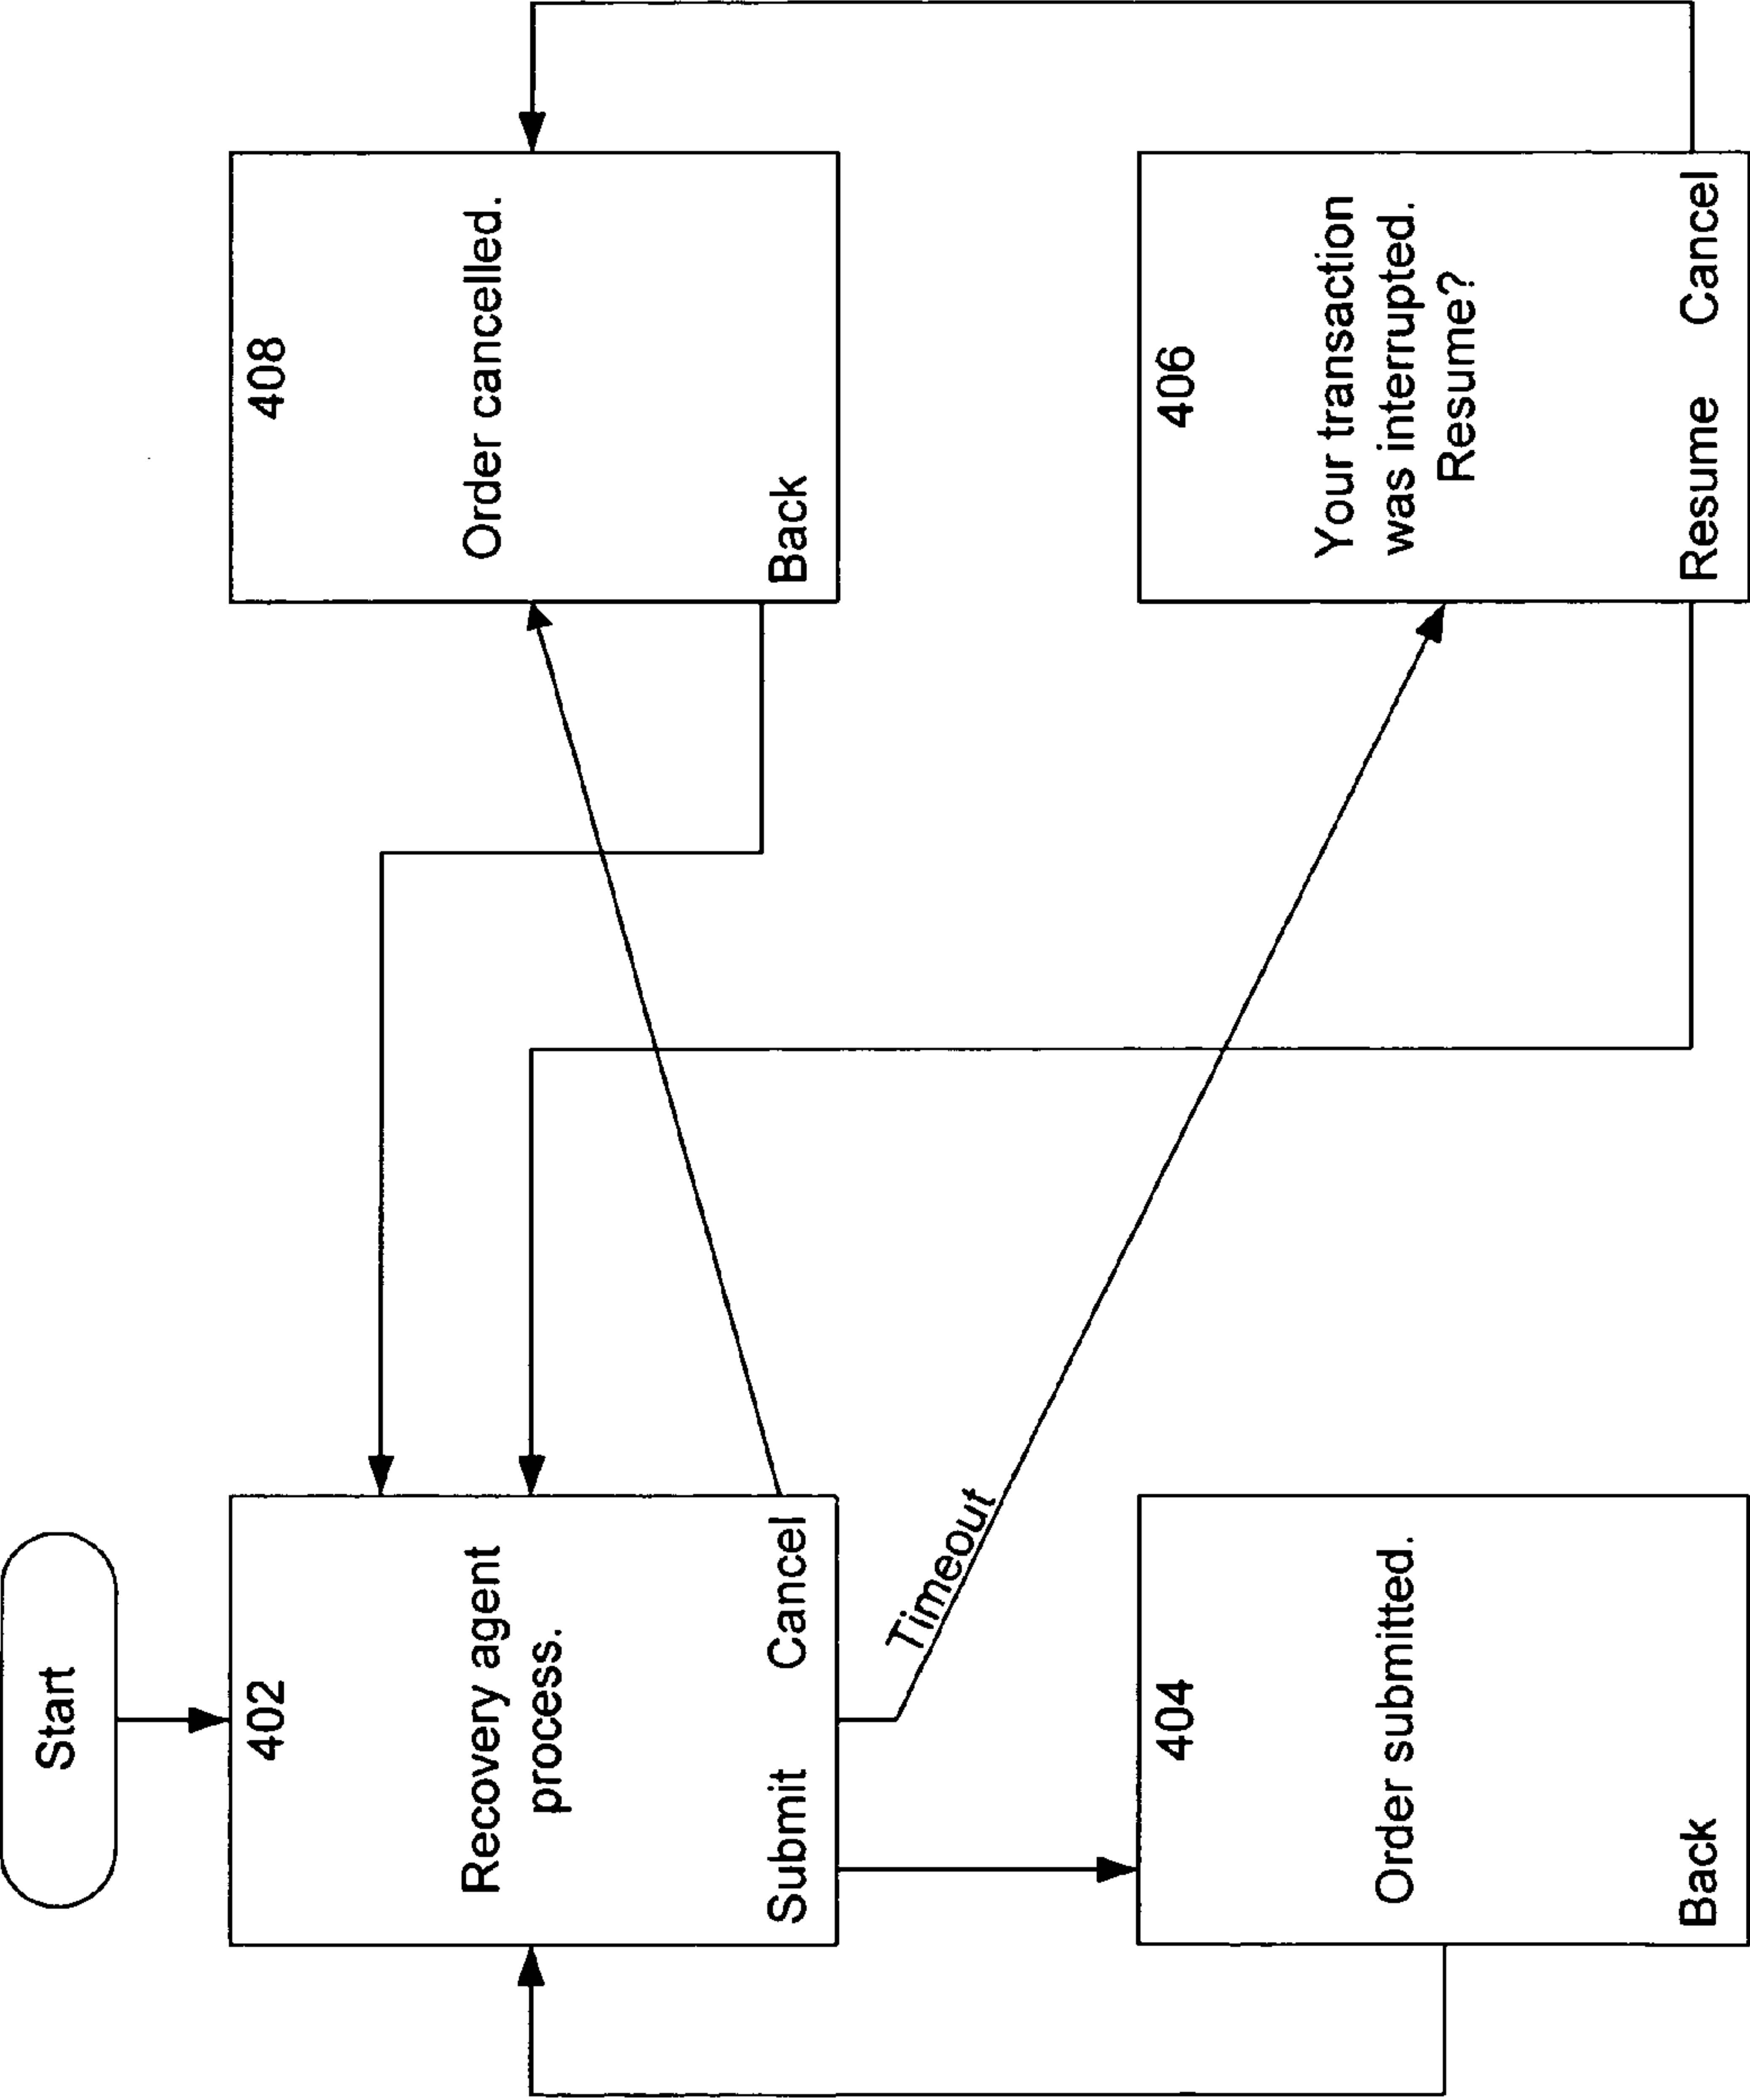 Start
402
Recovery agent
process.
Submit Cancel
Timeout
404
Order submitted.
Back
408
Order cancelled.
Back
406
Your transaction
was interrupted.
Resume?
Resume Cancel